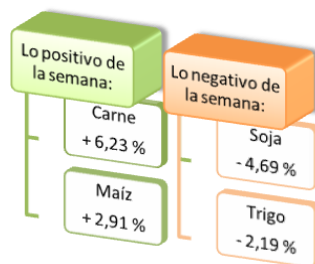 Lo positivo de
la semana:
Carne
+ 6,23 %
Maíz
+ 2,91 %
Lo negativo de
la semana:
Soja
- 4,69 %
Trigo
- 2,19 %